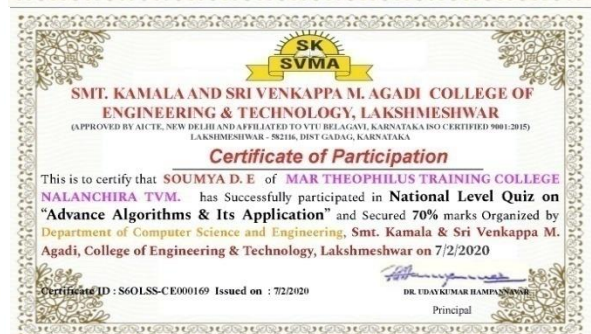 SK
SVMA
SMT. KAMALA AND SRI VENKAPPA M. AGADI COLLEGE OF
ENGINEERING & TECHNOLOGY, LAKSHMESHWAR
(APPROVED BY AICTE, NEW DELHI AND AFFILIATED TO VTU BELAGAVI, KARNATAKA ISO CERTIFIED 9001:2015)
LAKSHMESHWAR - 582116, DIST GADAG, KARNATAKA
Certificate of Participation
This is to certify that SOUMYA D. E of MAR THEOPHILUS TRAINING COLLEGE
NALANCHIRA TVM. has Successfully participated in National Level Quiz on
"Advance Algorithms & Its Application" and Secured 70% marks Organized by
Department of Computer Science and Engineering, Smt. Kamala & Sri Venkappa M.
Agadi, College of Engineering & Technology, Lakshmeshwar on 7/2/2020
Certificate ID : S6OLSS-CE000169 Issued on : 7/2/2020
DR. UDAYKUMAR HAMPANNAVAR
Principal